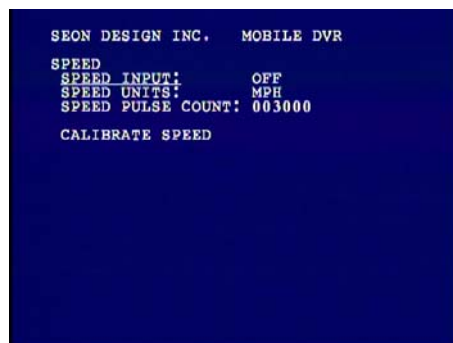 SEON DESIGN INC. MOBILE DVR
SPEED
SPEED INPUT: OFF
SPEED UNITS: MPH
SPEED PULSE COUNT: 003000
CALIBRATE SPEED